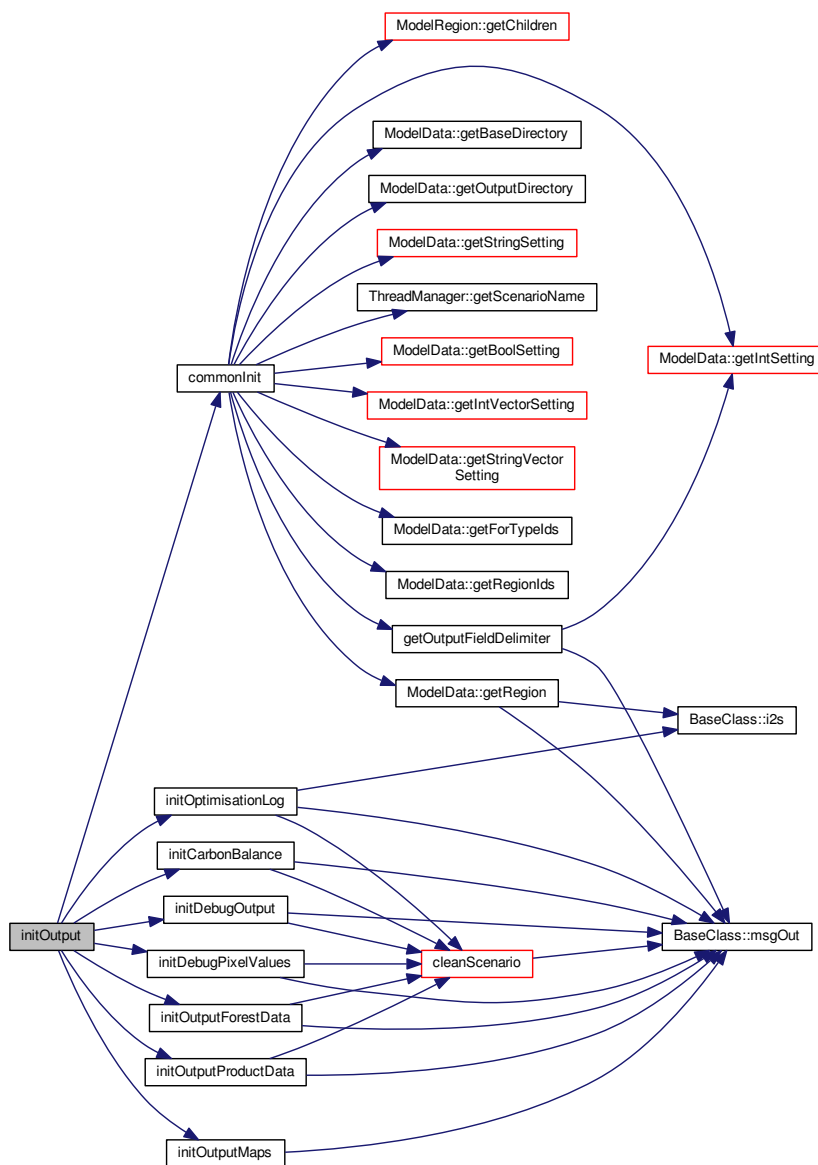 ModelRegion::getChildren
ModelData::getBaseDirectory
ModelData::getOutputDirectory
ModelData::getStringSetting
ThreadManager::getScenarioName
ModelData::getBoolSetting
ModelData::getIntSetting
commonInit
ModelData::getIntVectorSetting
ModelData::getStringVector
Setting
ModelData::getForTypeIds
ModelData::getRegionIds
getOutputFieldDelimiter
ModelData::getRegion
BaseClass::i2s
initOptimisationLog
initCarbonBalance
initDebugOutput
initOutput
BaseClass::msgOut
initDebugPixelValues
cleanScenario
initOutputForestData
initOutputProductData
initOutputMaps